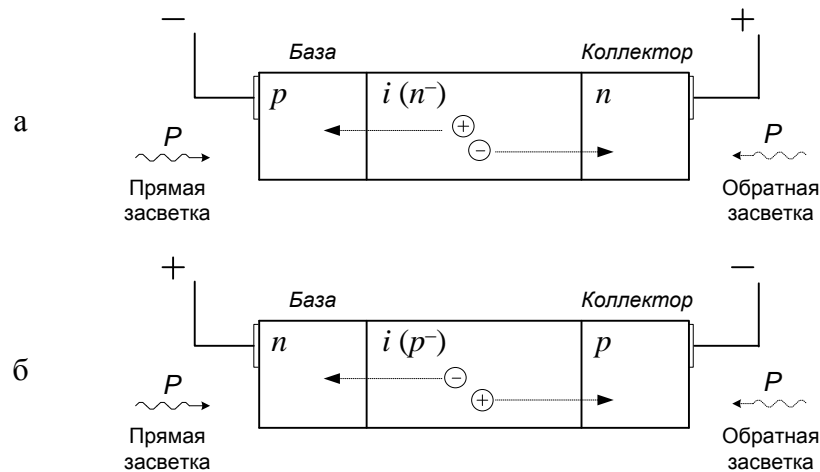 − +
База Коллектор
p i (n⁻) n
а
+
−
P P
Прямая засветка
Обратная засветка
+ −
База Коллектор
n i (p⁻) p
б
−
+
P P
Прямая засветка
Обратная засветка